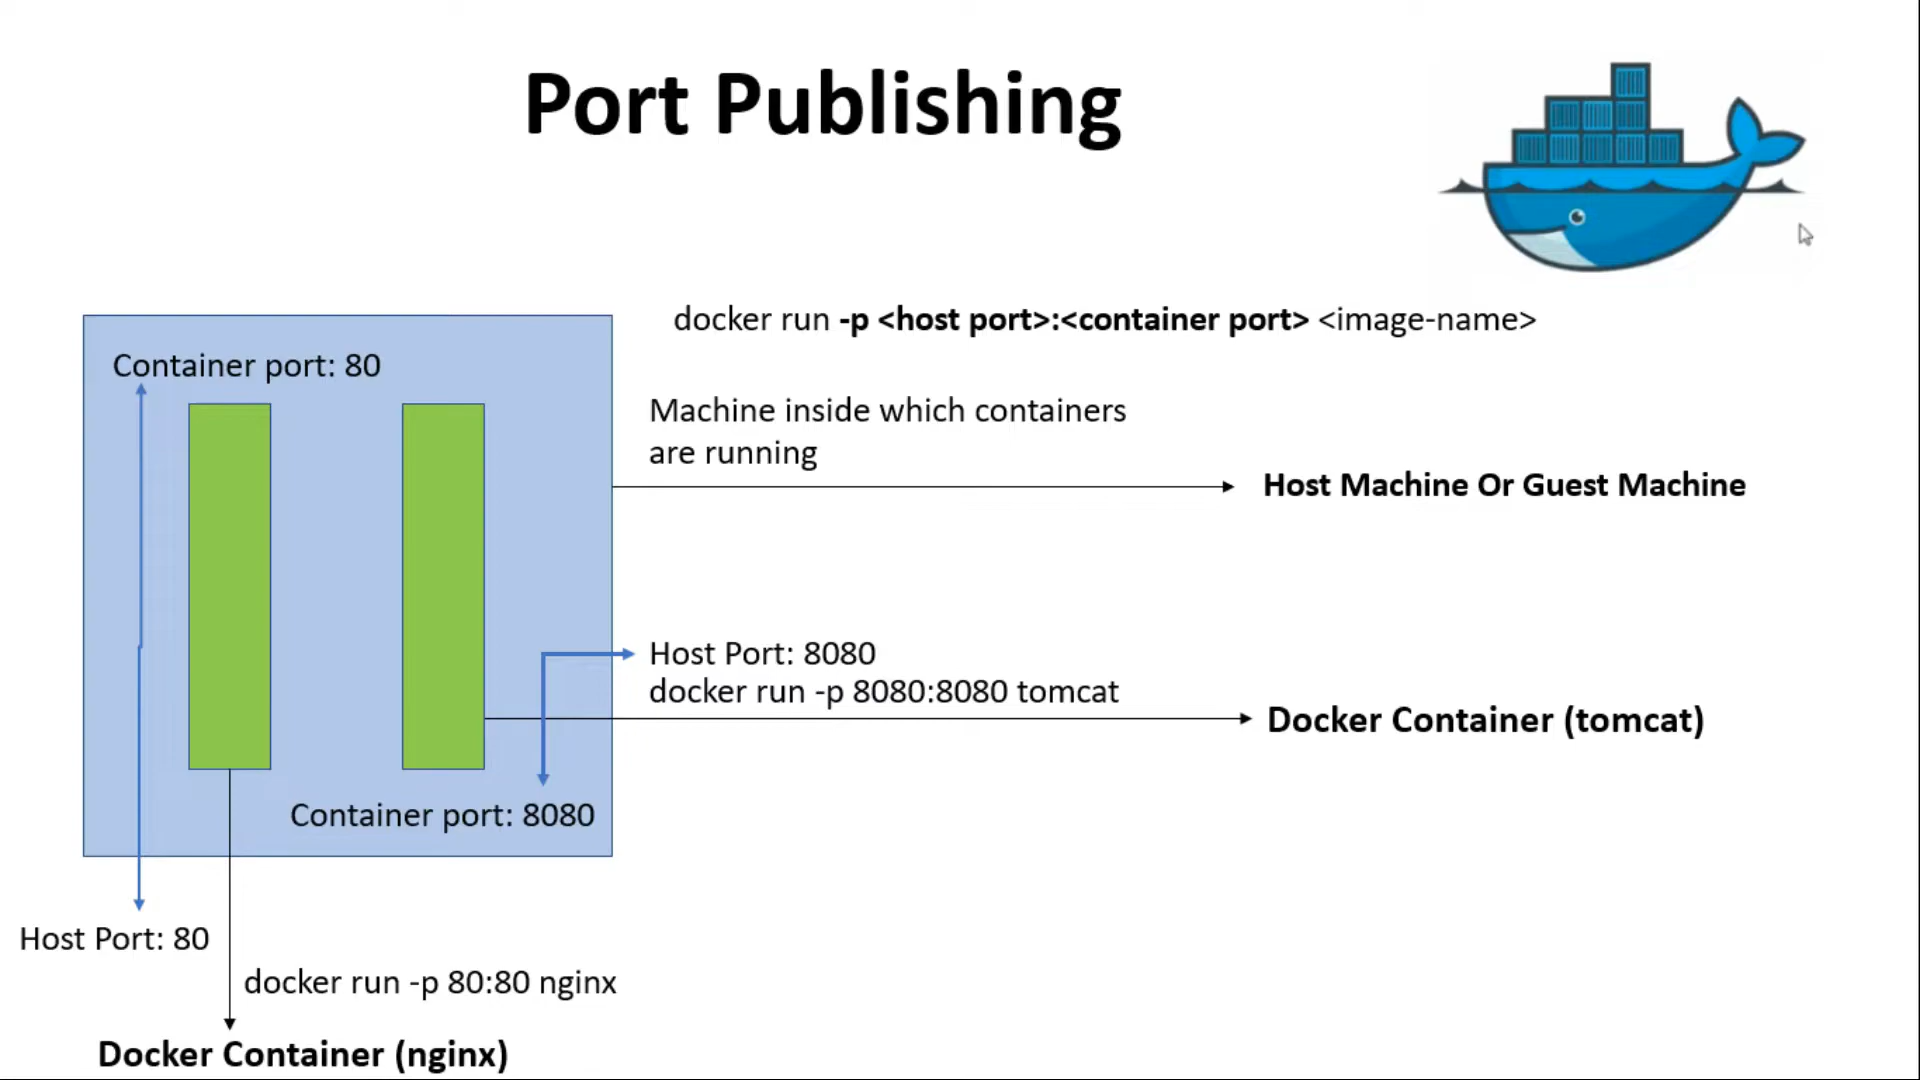 Port Publishing
docker run -p <host port>:<container port> <image-name>
Container port: 80
Machine inside which containers
are running
Host Machine Or Guest Machine
Host Port: 8080
docker run -p 8080:8080 tomcat
Docker Container (tomcat)
Container port: 8080
Host Port: 80
docker run -p 80:80 nginx
Docker Container (nginx)